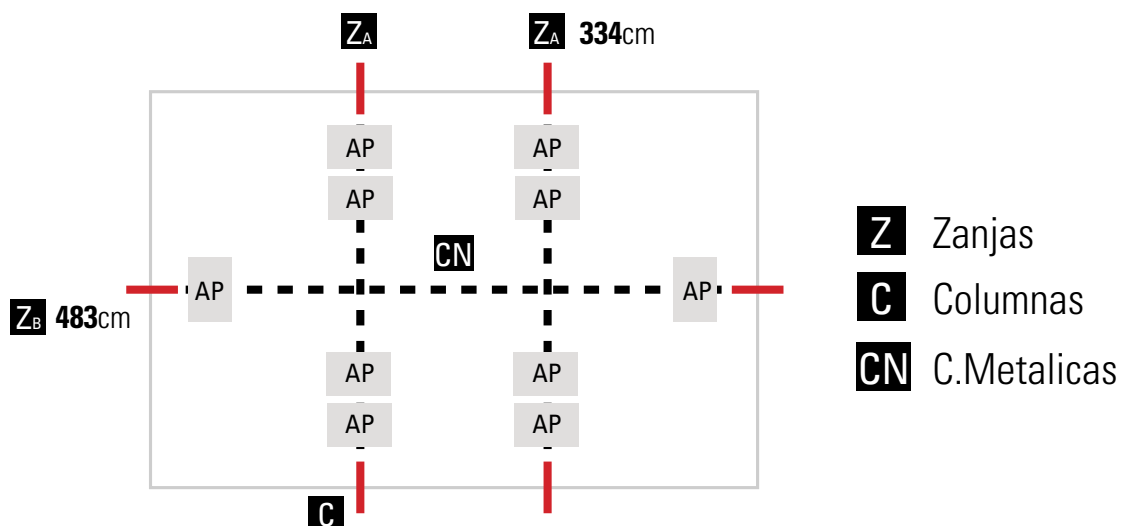 ZA ZA 334cm
AP AP
AP AP
CN
AP AP
ZB 483cm
AP AP
AP AP
C
Z Zanjas
C Columnas
CN C.Metalicas